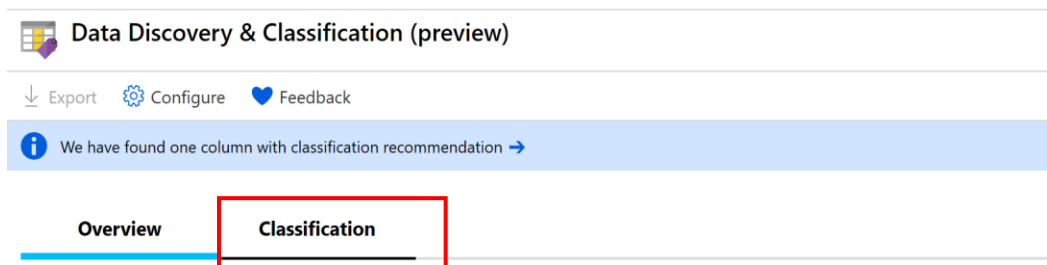 Data Discovery & Classification (preview)
Export Configure Feedback
We have found one column with classification recommendation →
Overview Classification